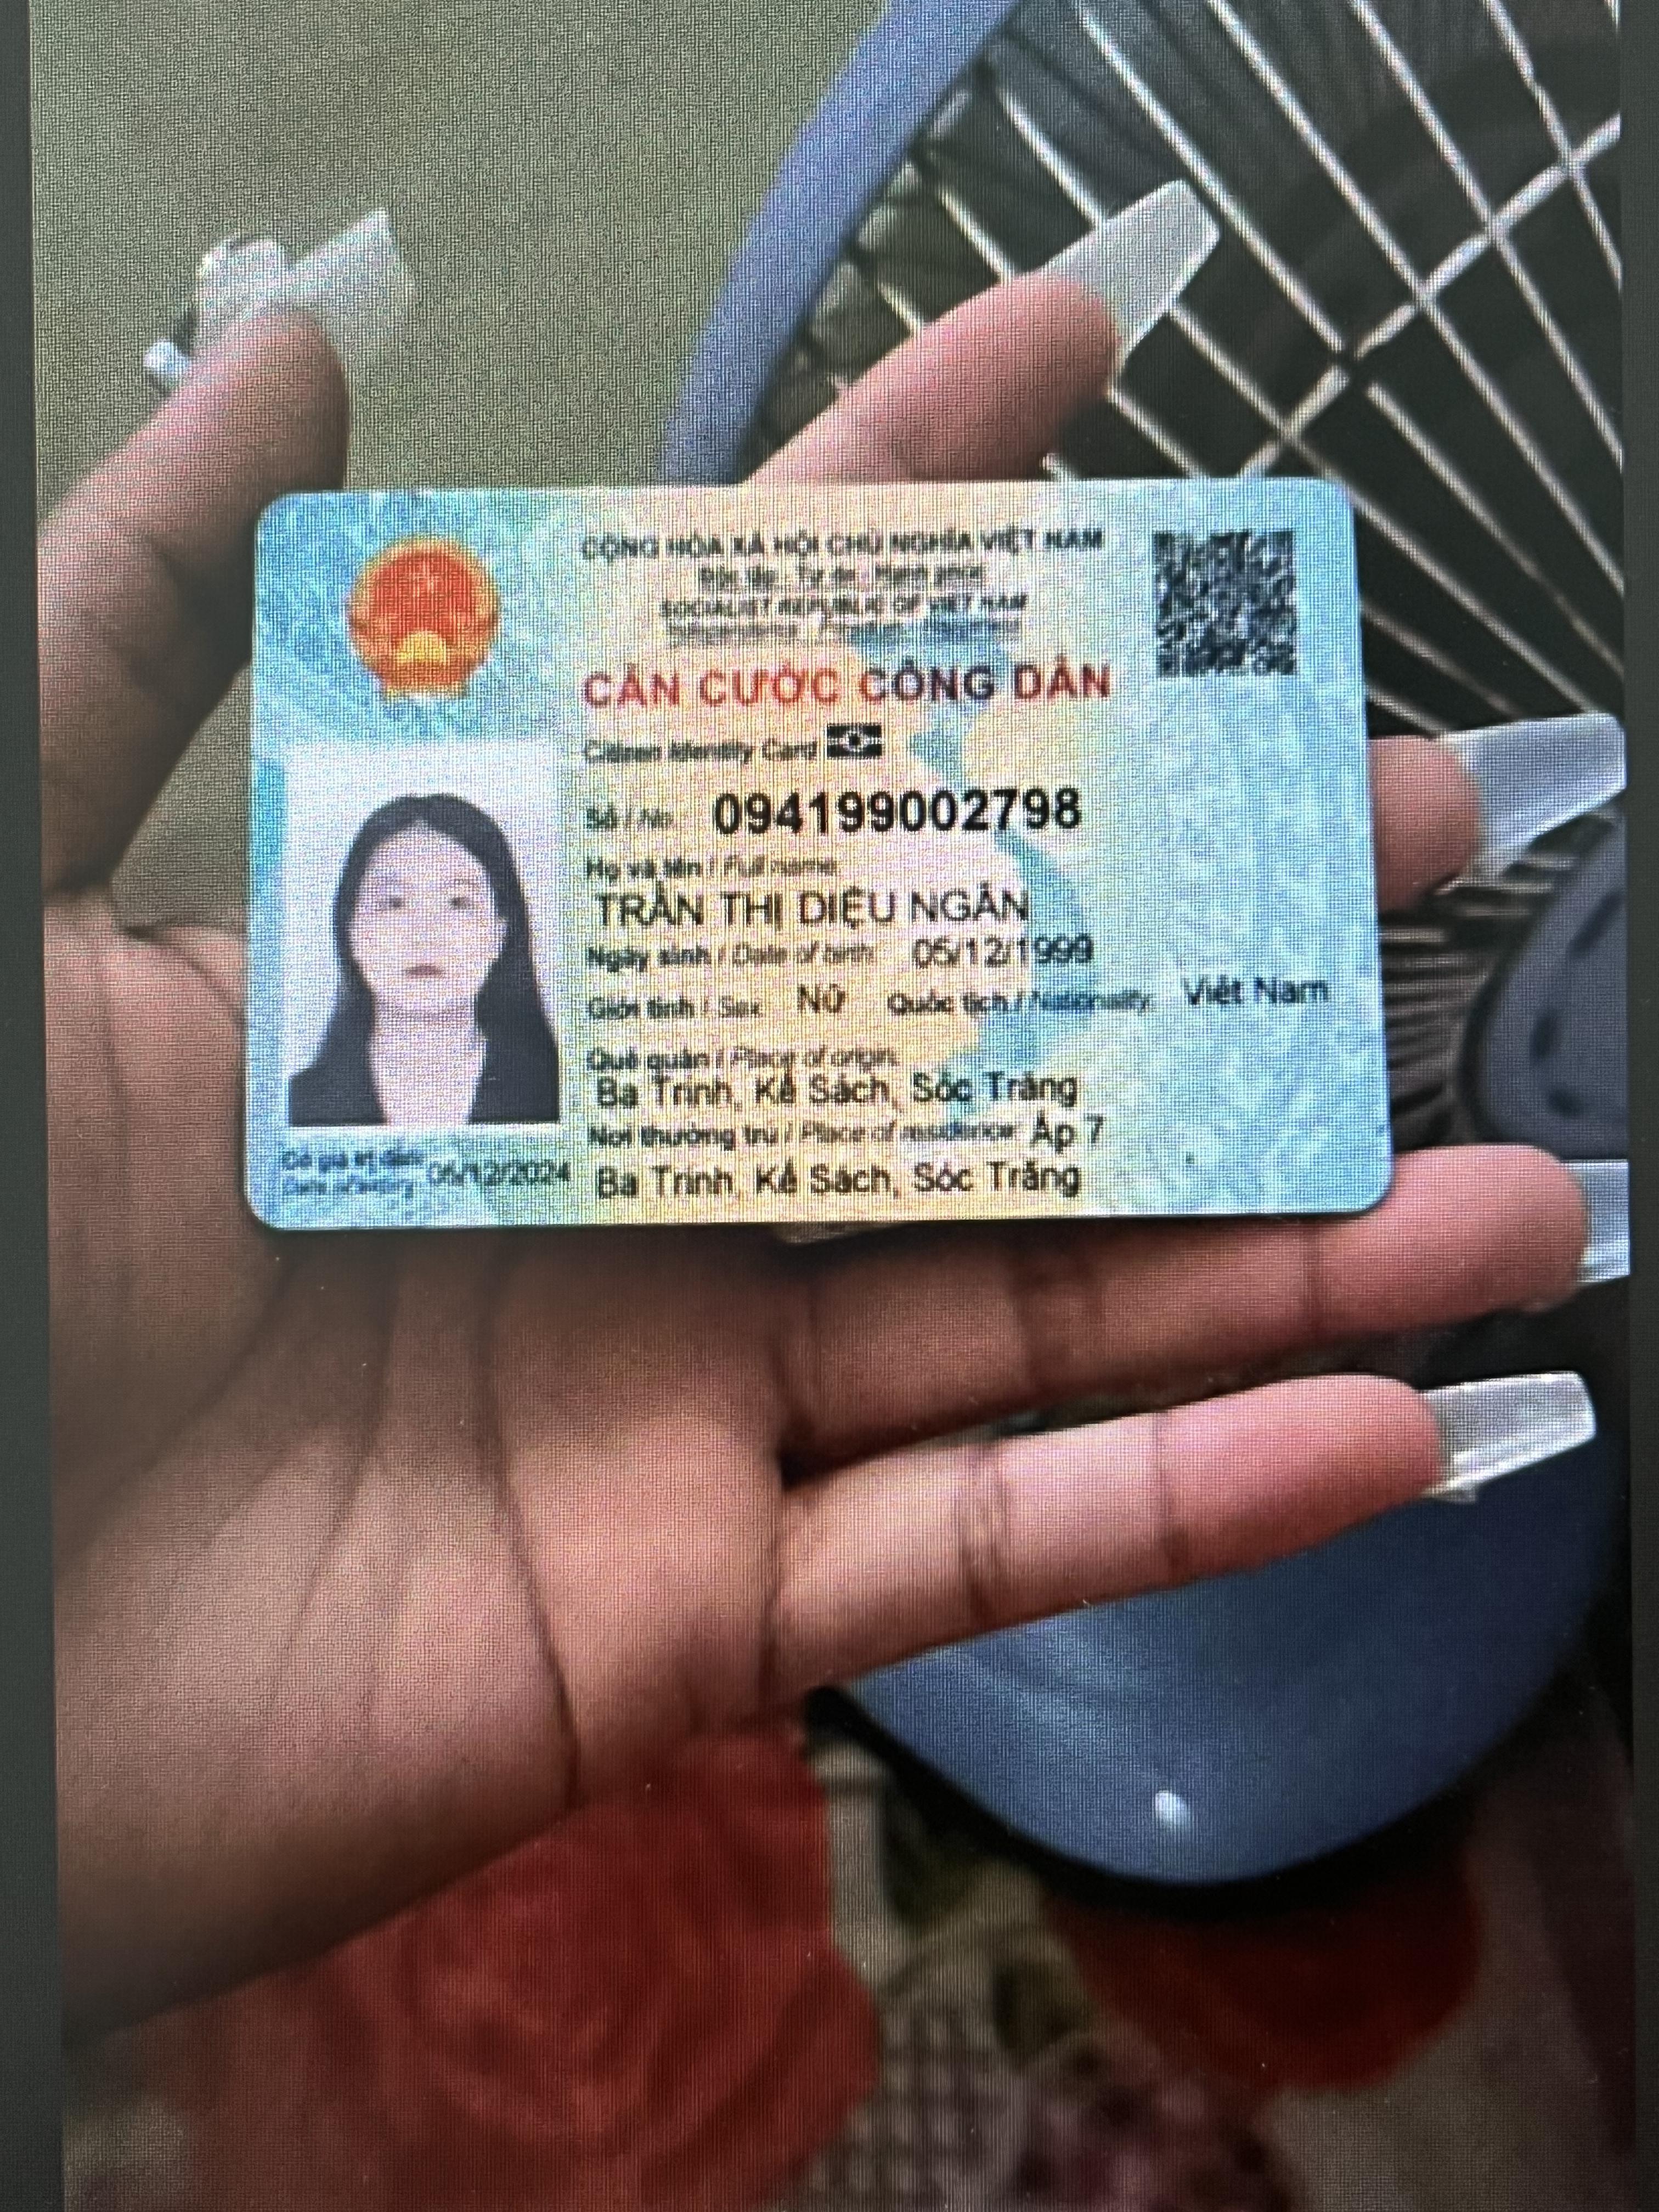 CỘNG HÒA XÃ HỘI CHỦ NGHĨA VIỆT NAM
Độc lập - Tự do - Hạnh phúc
SOCIALIST REPUBLIC OF VIET NAM
CĂN CƯỚC CÔNG DÂN
Citizen Identity Card
Số / No. 094199002798
Họ và tên / Full name:
TRẦN THỊ DIỆU NGÂN
Ngày sinh / Date of birth: 05/12/1999
Giới tính / Sex: Nữ Quốc tịch / Nationality: Việt Nam
Quê quán / Place of origin:
Ba Trinh, Kế Sách, Sóc Trăng
Nơi thường trú / Place of residence: Ấp 7
Ba Trinh, Kế Sách, Sóc Trăng
Có giá trị đến:
Date of expiry: 05/12/2024